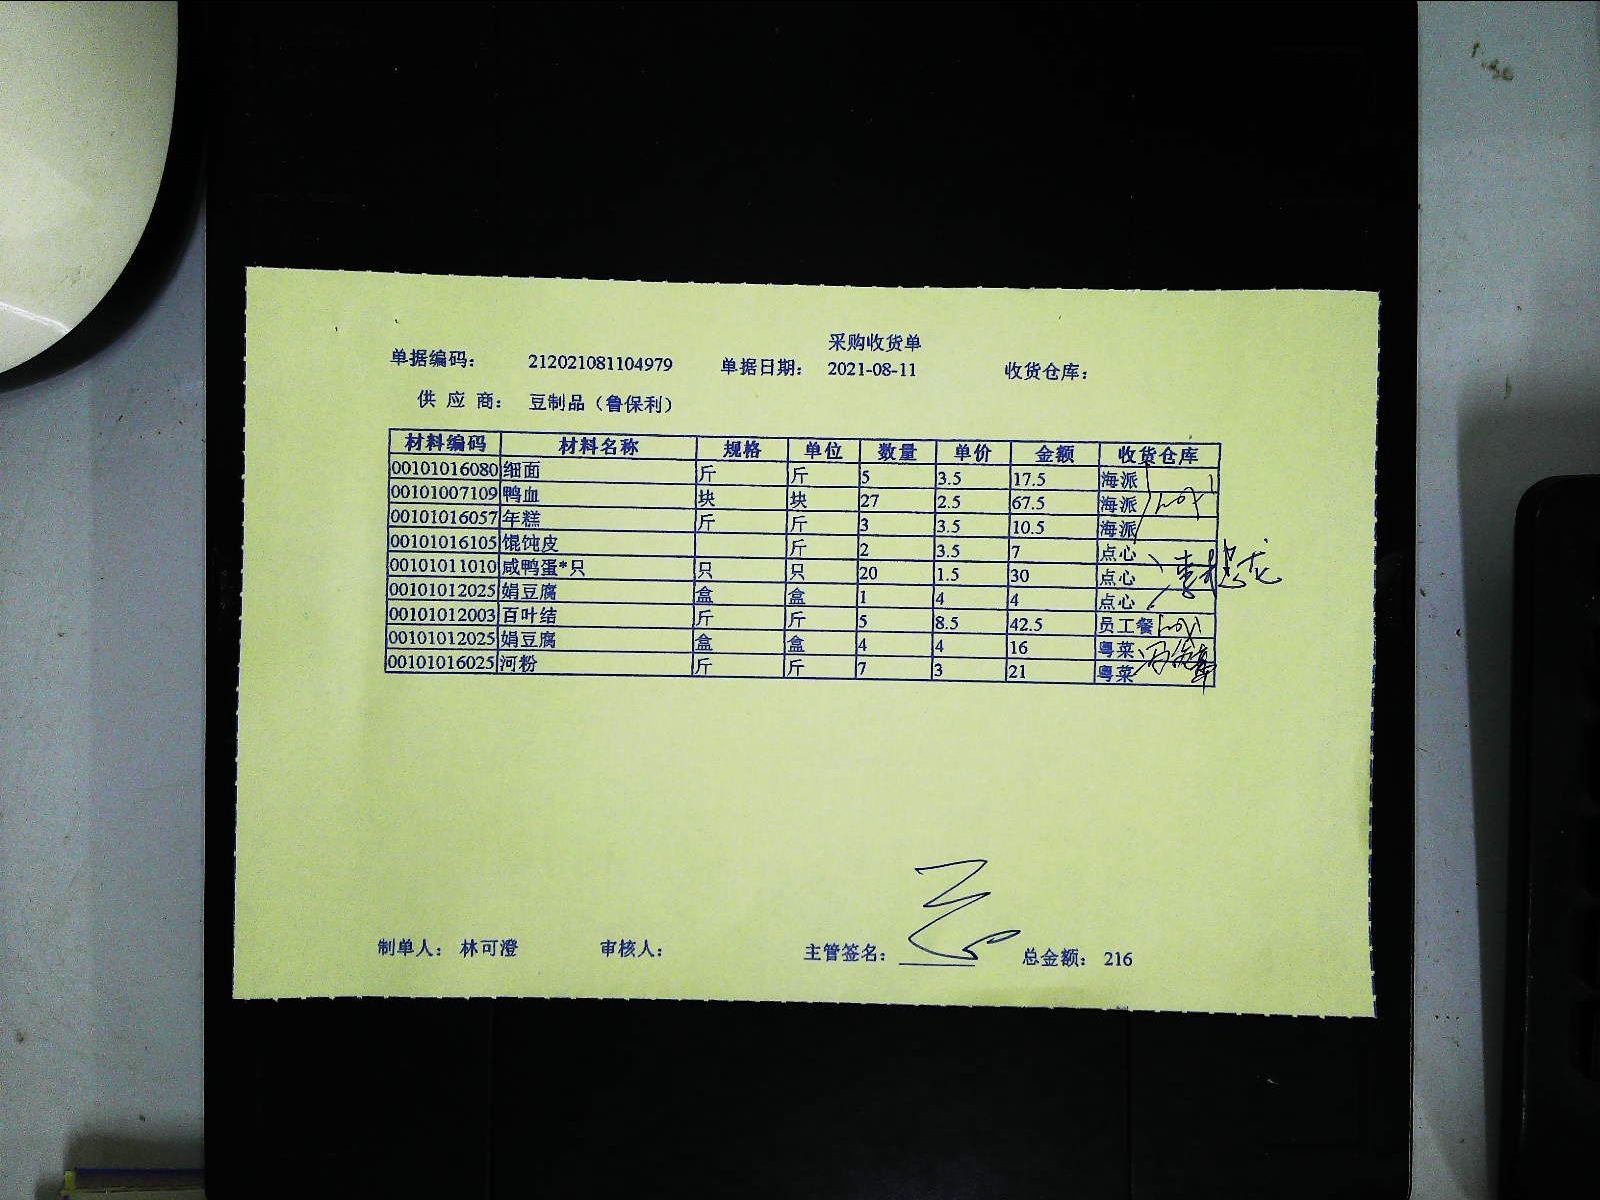 采购收货单
单据编码： 212021081104979 单据日期： 2021-08-11 收货仓库：
供 应 商： 豆制品（鲁保利）
材料编码 材料名称 规格 单位 数量 单价 金额 收货仓库
00101016080 细面 斤 斤 5 3.5 17.5 海派
00101007109 鸭血 块 块 27 2.5 67.5 海派
00101016057 年糕 斤 斤 3 3.5 10.5 海派
00101016105 馄饨皮 斤 2 3.5 7 点心
00101011010 咸鸭蛋*只 只 只 20 1.5 30 点心
00101012025 娟豆腐 盒 盒 1 4 4 点心
00101012003 百叶结 斤 斤 5 8.5 42.5 员工餐
00101012025 娟豆腐 盒 盒 4 4 16 粤菜
00101016025 河粉 斤 斤 7 3 21 粤菜
制单人： 林可澄 审核人： 主管签名： 总金额： 216